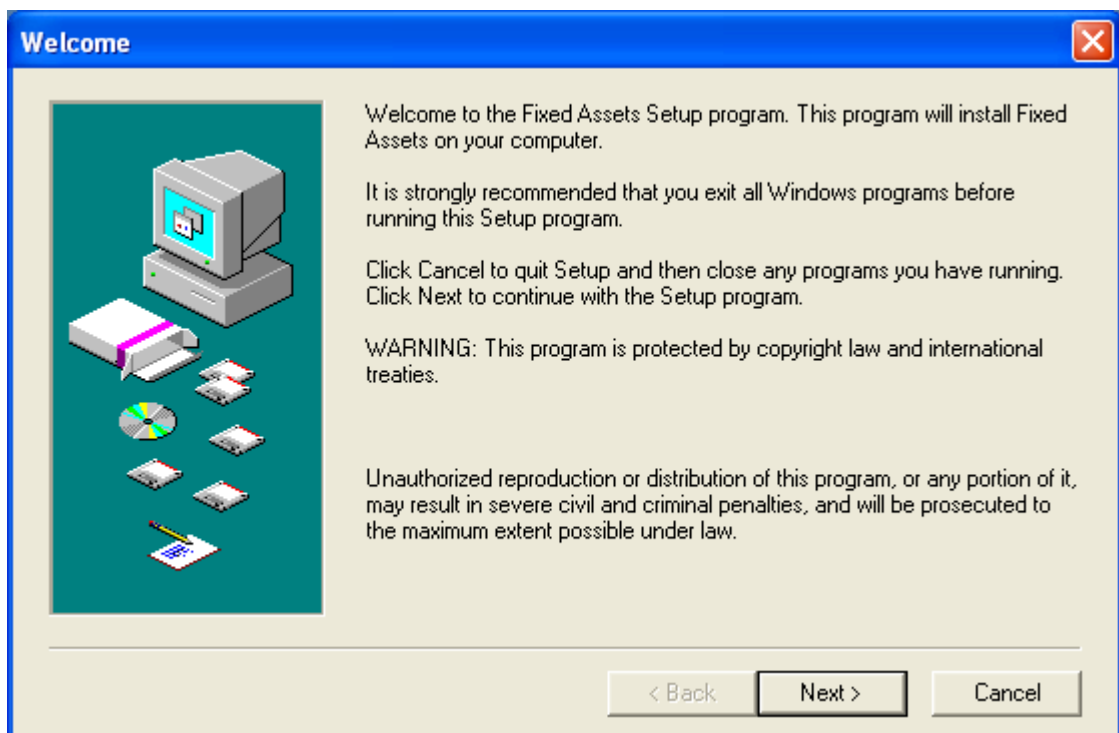 Welcome
Welcome to the Fixed Assets Setup program. This program will install Fixed
Assets on your computer.
It is strongly recommended that you exit all Windows programs before
running this Setup program.
Click Cancel to quit Setup and then close any programs you have running.
Click Next to continue with the Setup program.
WARNING: This program is protected by copyright law and international
treaties.
Unauthorized reproduction or distribution of this program, or any portion of it,
may result in severe civil and criminal penalties, and will be prosecuted to
the maximum extent possible under law.
< Back Next > Cancel